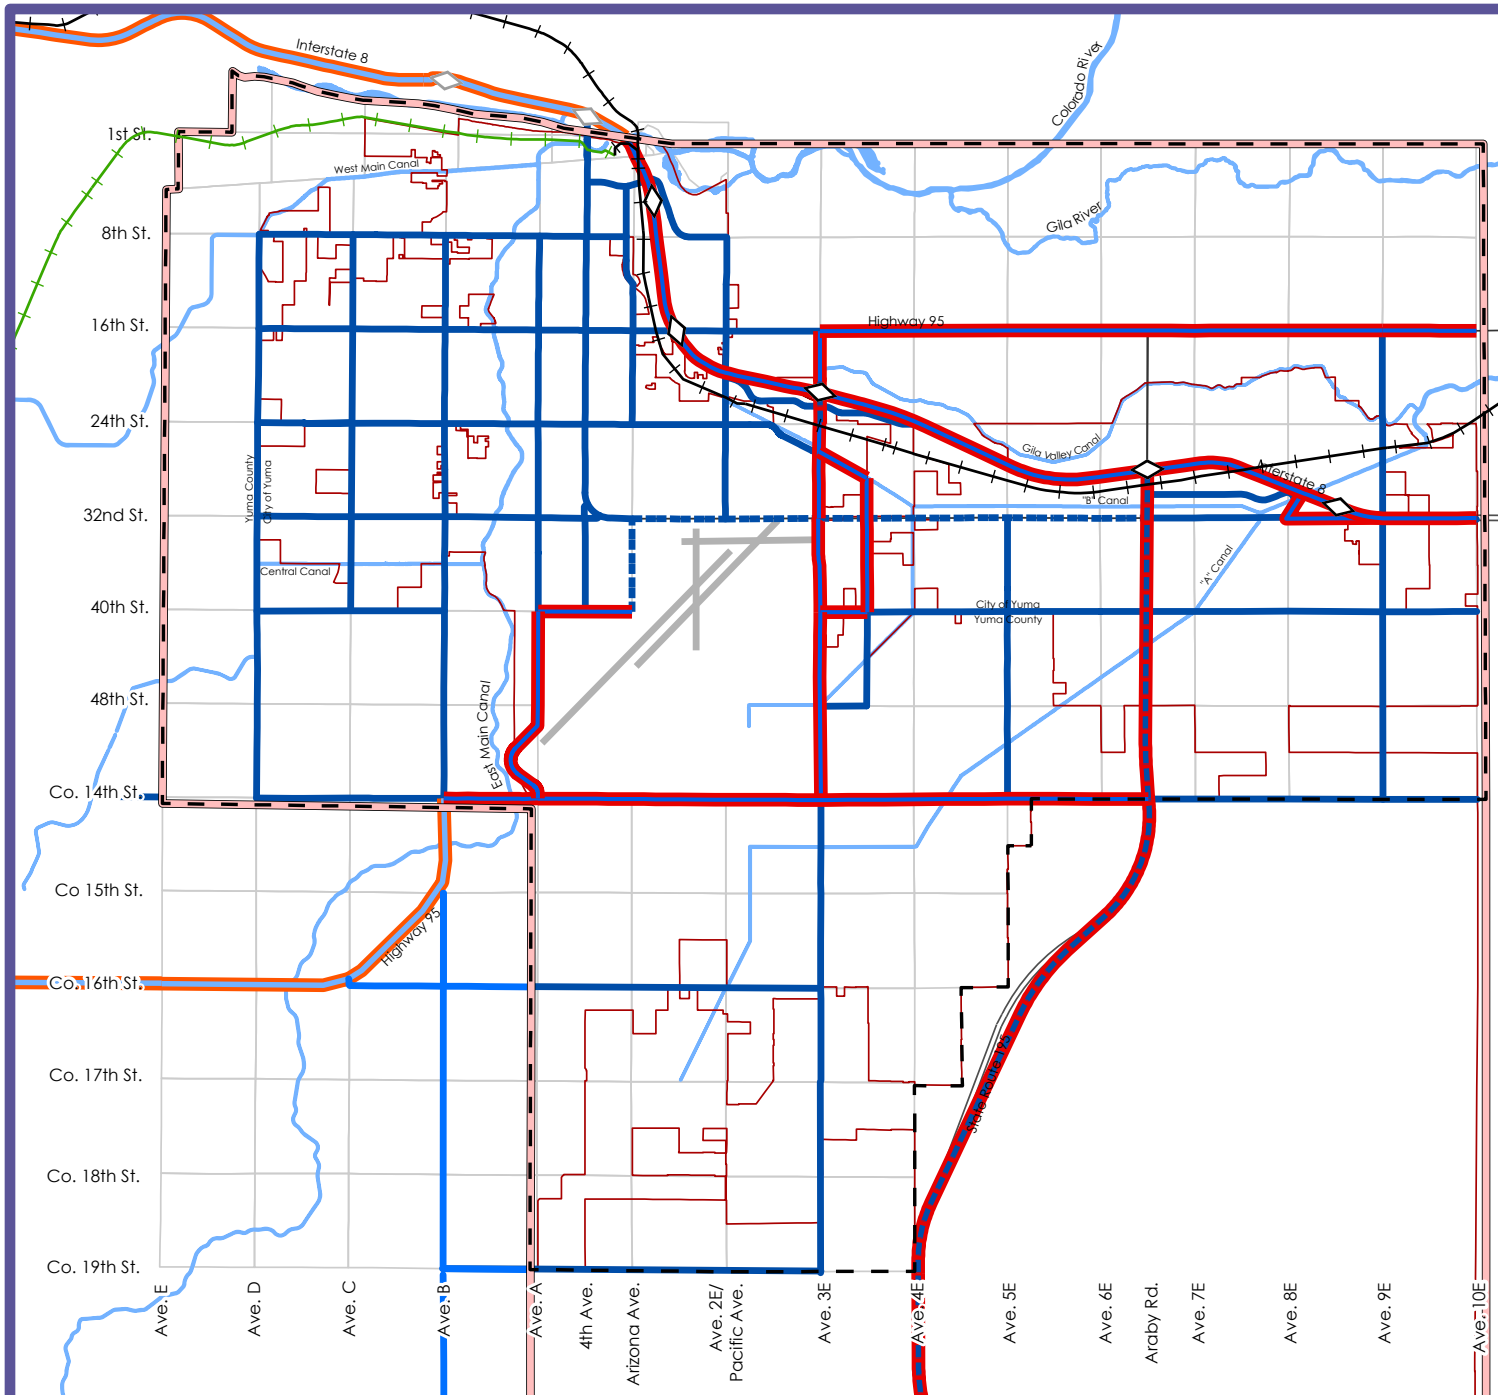 Interstate 8
Colorado River
1st St.
West Main Canal
Gila River
8th St.
16th St.
Highway 95
24th St.
Gila Valley Canal
Interstate 8
Yuma County
City of Yuma
"B" Canal
32nd St.
"A" Canal
Central Canal
40th St.
City of Yuma
Yuma County
48th St.
East Main Canal
Co. 14th St.
Co 15th St.
Highway 95
Co. 16th St.
State Route 195
Co. 17th St.
Co. 18th St.
Co. 19th St.
Ave. E
Ave. D
Ave. C
Ave. B
Ave. A
4th Ave.
Arizona Ave.
Ave. 2E/
Pacific Ave.
Ave. 3E
Ave. 4E
Ave. 5E
Ave. 6E
Araby Rd.
Ave. 7E
Ave. 8E
Ave. 9E
Ave. 10E